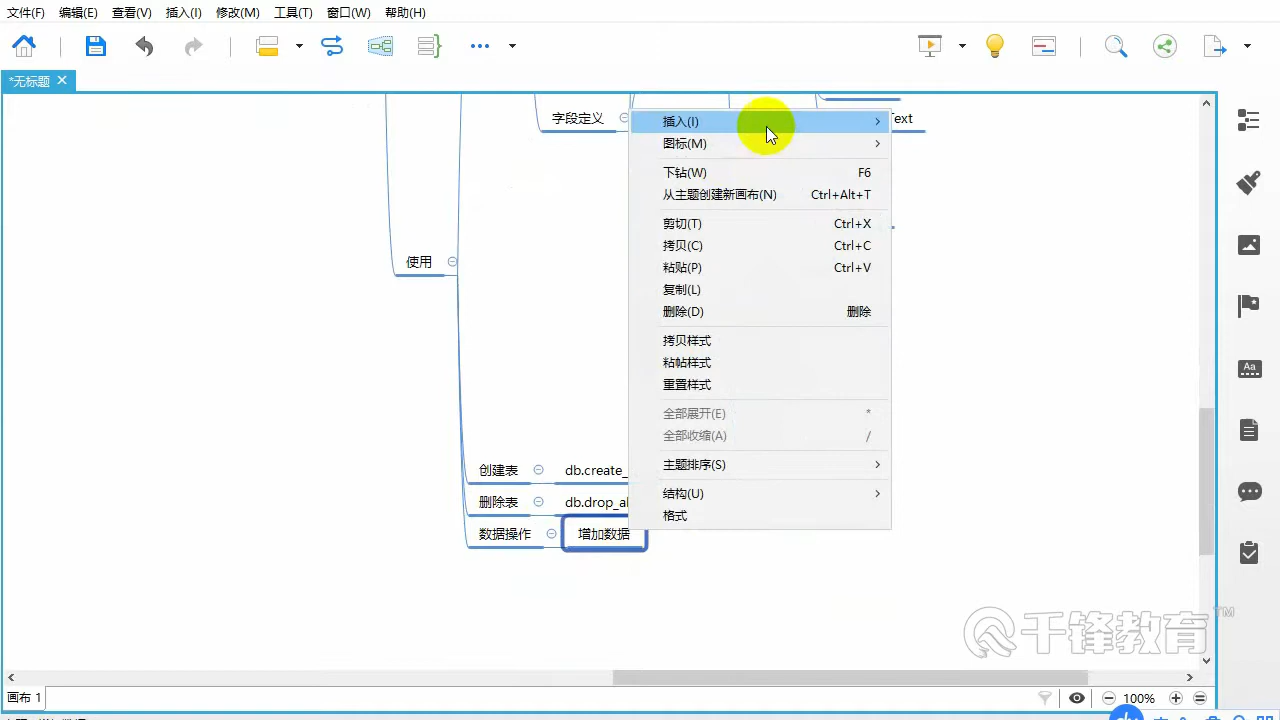 文件(F) 编辑(E) 查看(V) 插入(I) 修改(M) 工具(T) 窗口(W) 帮助(H)
*无标题
字段定义
ext
插入(I)
图标(M)
下钻(W) F6
从主题创建新画布(N) Ctrl+Alt+T
剪切(T) Ctrl+X
拷贝(C) Ctrl+C
使用
粘贴(P) Ctrl+V
复制(L)
删除(D) 删除
拷贝样式
粘帖样式
重置样式
全部展开(E) *
全部收缩(A) /
主题排序(S)
创建表 db.create_
结构(U)
删除表 db.drop_al
格式
数据操作 增加数据
Aa
千锋教育 TM
画布 1
100%